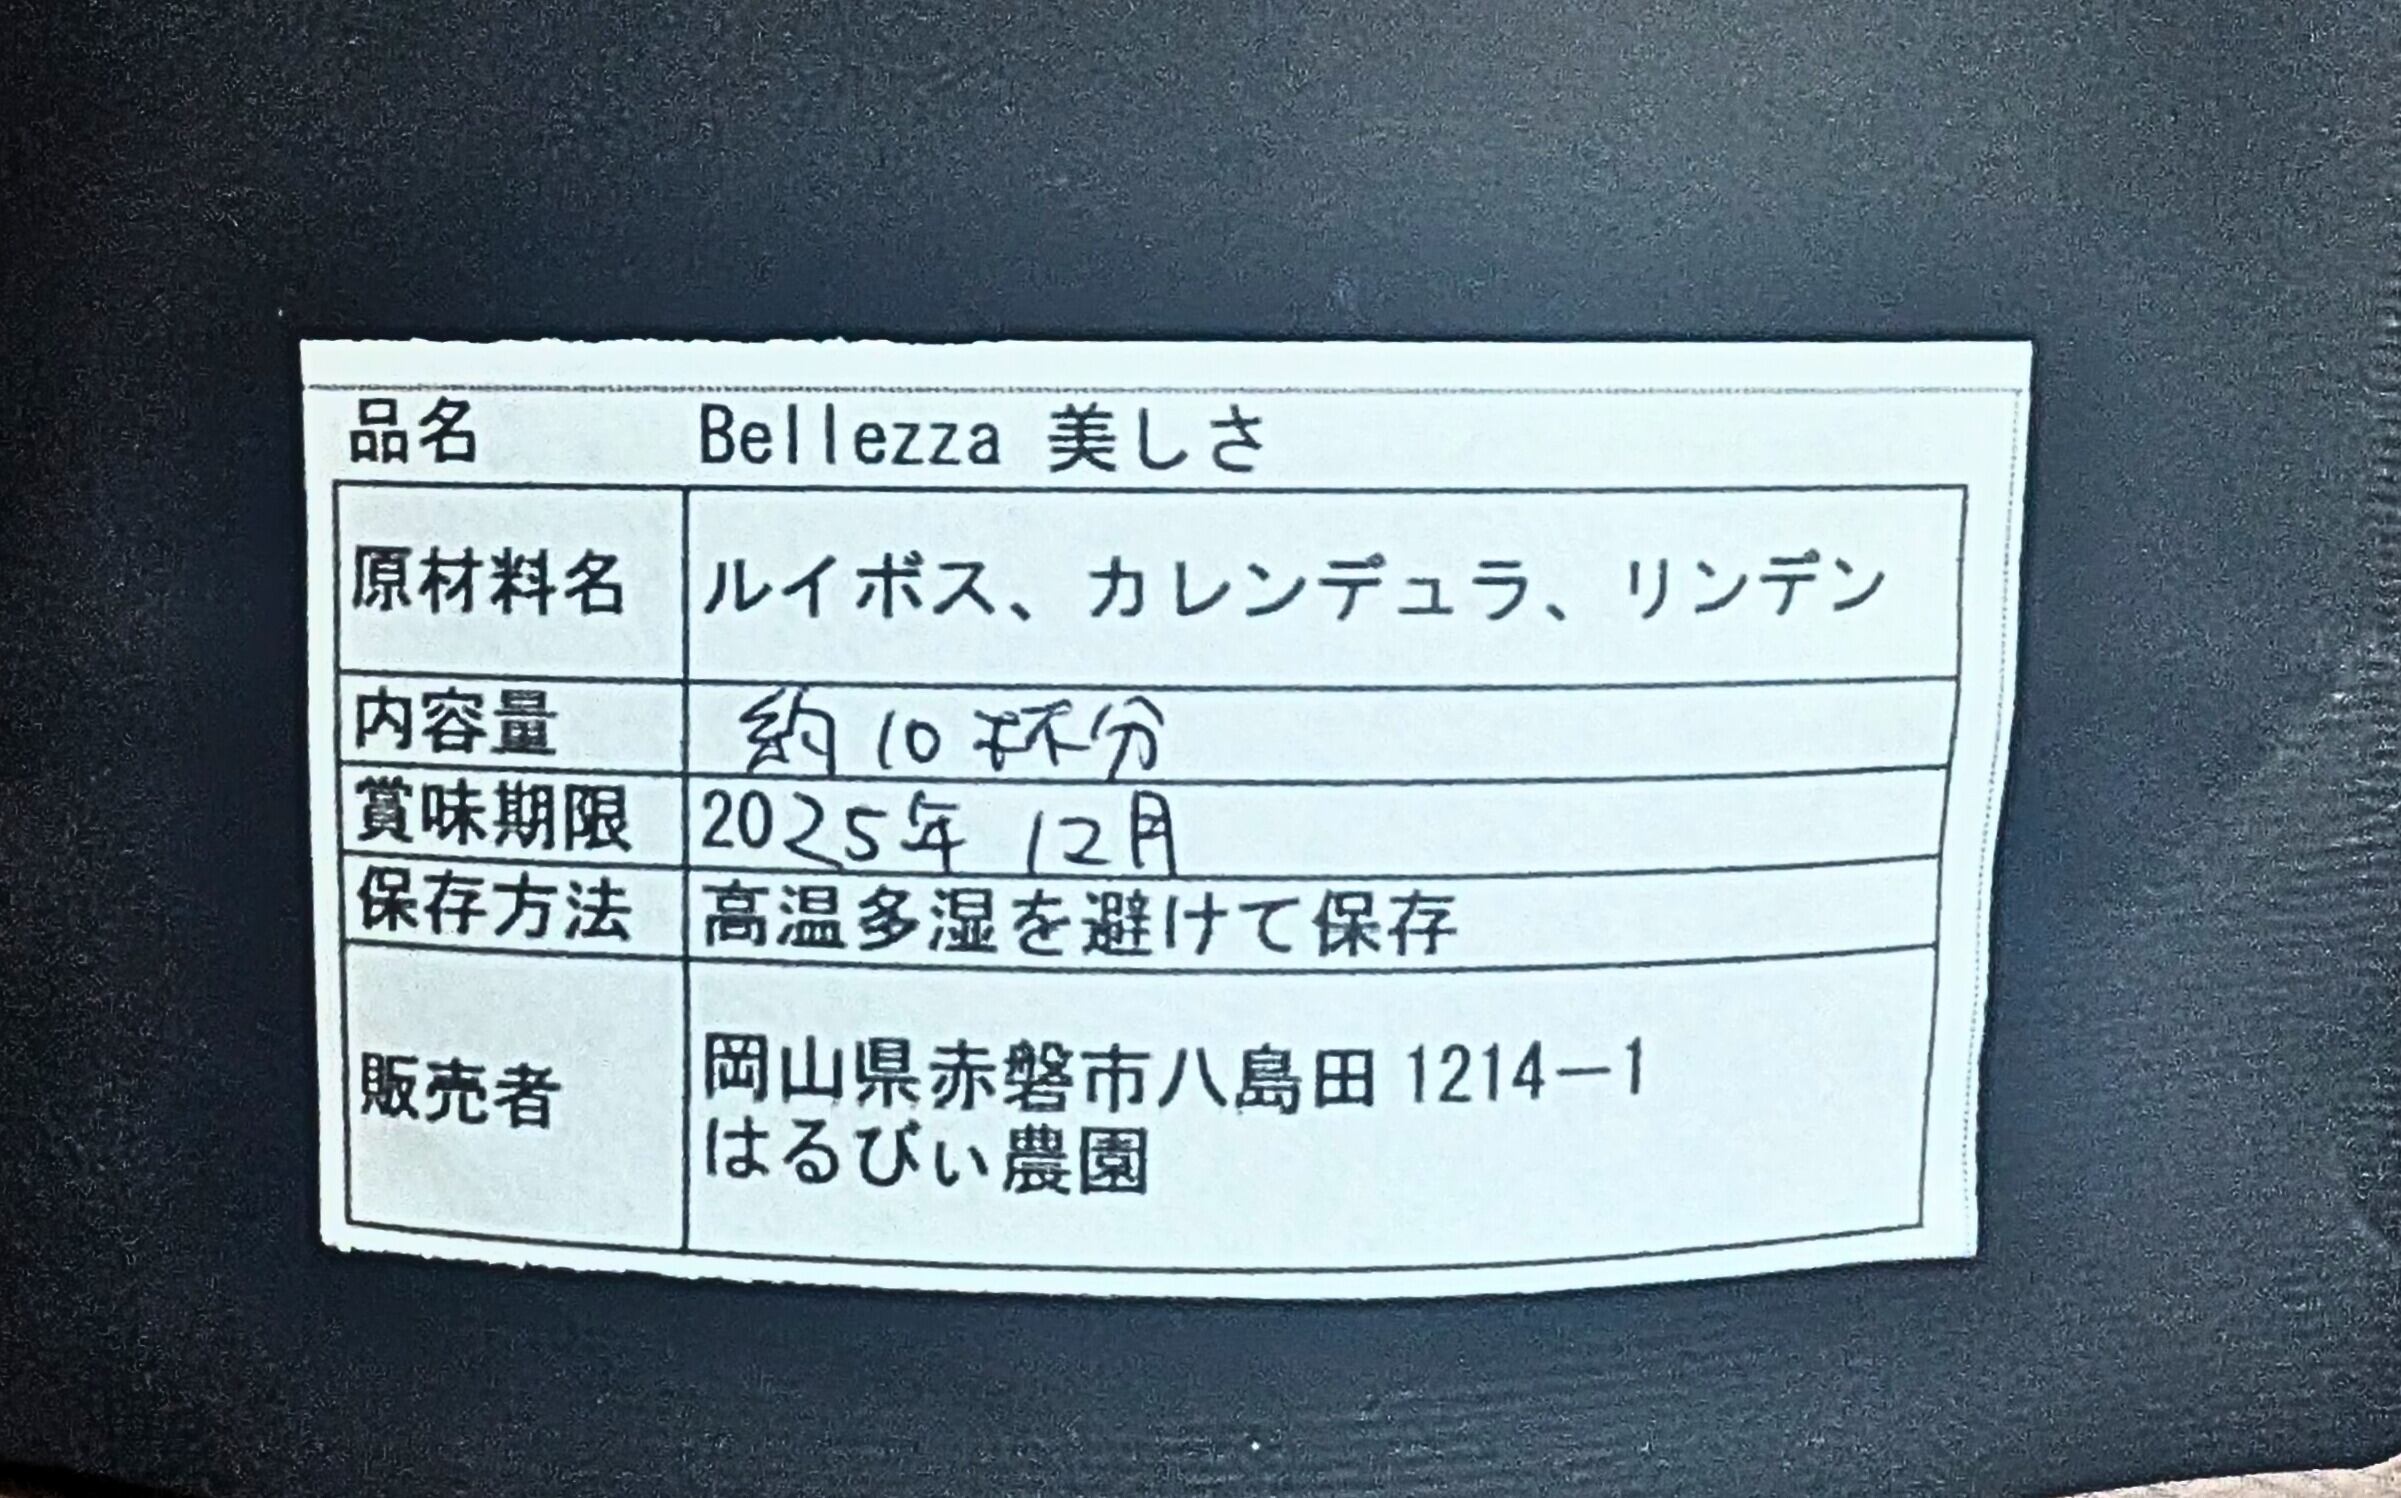 品名 Bellezza 美しさ
原材料名 ルイボス、カレンデュラ、リンデン
内容量 約10杯分
賞味期限 2025年 12月
保存方法 高温多湿を避けて保存
販売者 岡山県赤磐市八島田 1214－1
はるびぃ農園